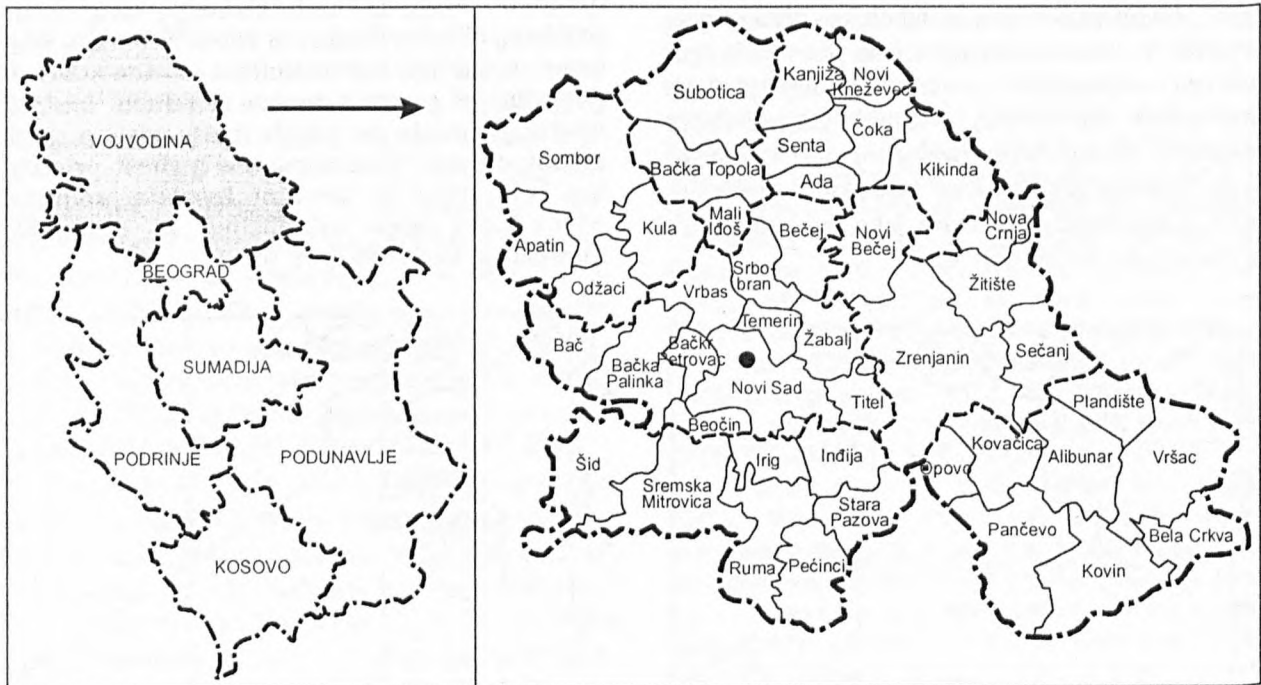 VOJVODINA
BEOGRAD
SUMADIJA
PODRINJE
PODUNAVLJE
KOSOVO
Subotica
Kanjiža
Novi
Kneževec
Čoka
Senta
Sombor
Bačka Topola
Ada
Kikinda
Apatin
Kula
Mali
Iđoš
Bečej
Novi
Bečej
Nova
Crnja
Odžaci
Vrbas
Srbo-
bran
Žitište
Temerin
Bač
Bačkr
Petrovac
Žabalj
Zrenjanin
Sečanj
Bačka
Palinka
Novi Sad
Titel
Plandište
Beočin
Kovačica
Šid
Irig
Inđija
Opovo
Alibunar
Vršac
Sremska
Mitrovica
Stara
Pazova
Pančevo
Bela Crkva
Ruma
Pećinci
Kovin